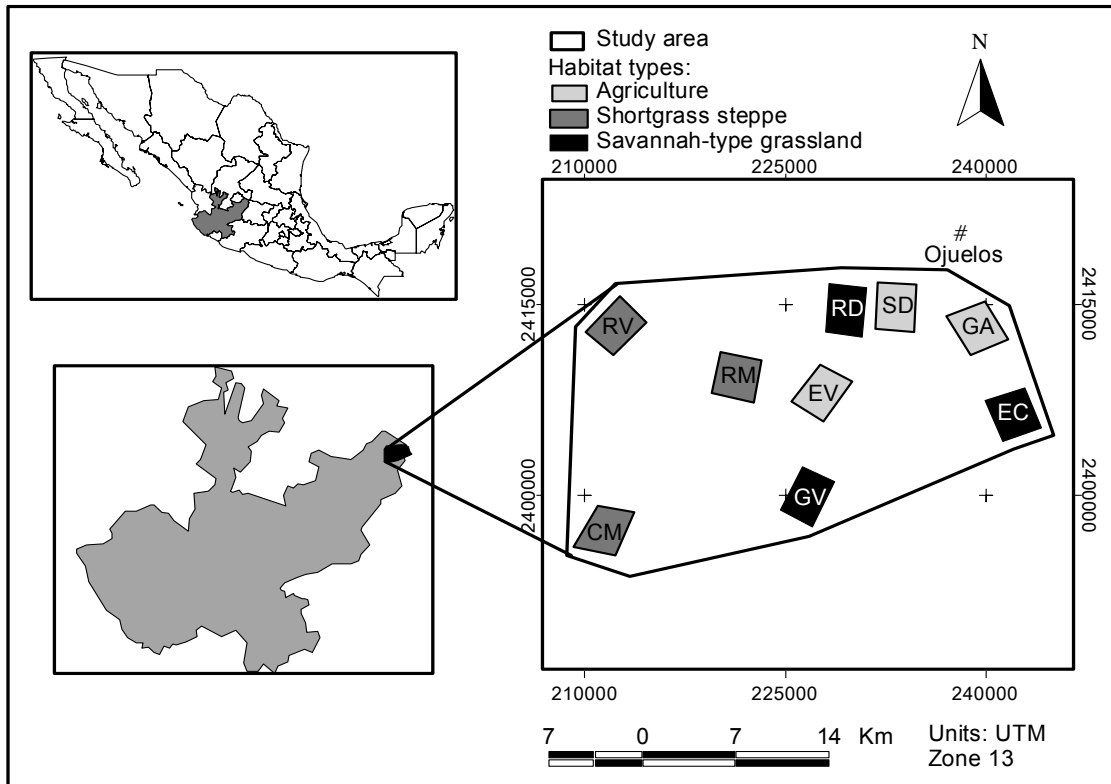 Study area
Habitat types:
Agriculture
Shortgrass steppe
Savannah-type grassland
N
210000 225000 240000
#
Ojuelos
2415000
2415000
RV
RD
SD
GA
RM
EV
EC
GV
CM
2400000
2400000
210000 225000 240000
7 0 7 14 Km
Units: UTM
Zone 13